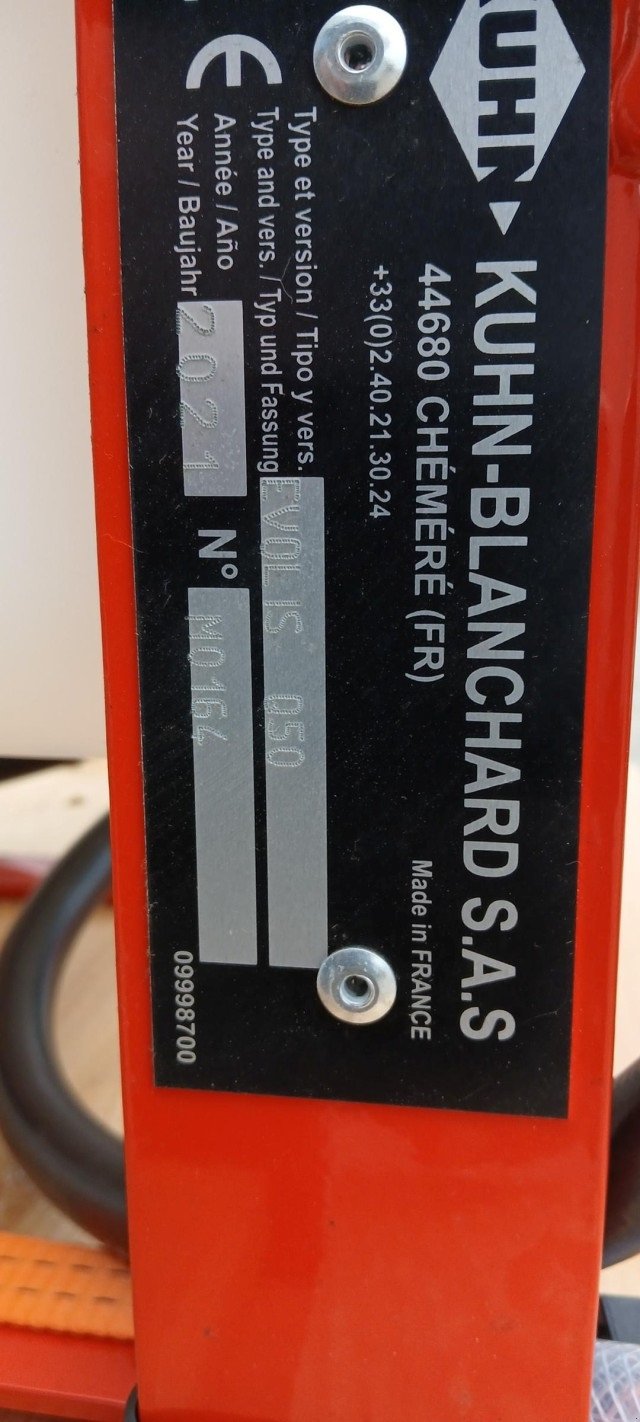 KUHN
KUHN-BLANCHARD S.A.S
44680 CHÉMÉRÉ (FR) Made in FRANCE
+33(0)2.40.21.30.24
Type et version / Tipo y vers.
Type and vers. / Typ und Fassung EVOLIS
CE
Année / Año
Year / Baujahr 2021 N° M0164
09998700